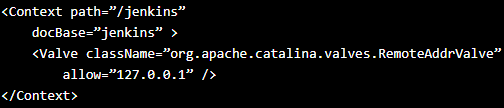 <Context path=”/jenkins”
docBase=”jenkins” >
<Valve className=”org.apache.catalina.valves.RemoteAddrValve”
allow=”127.0.0.1” />
</Context>